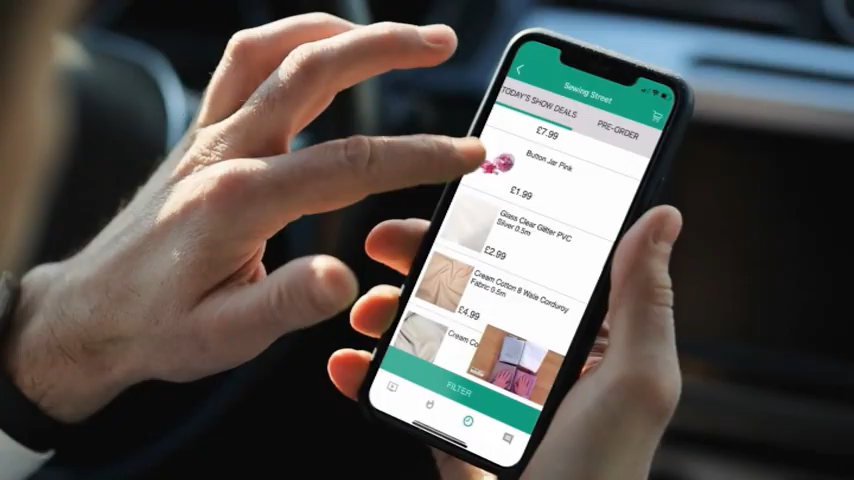 Sewing Street
TODAY'S SHOW DEALS
PRE-ORDER
£7.99
Button Jar Pink
£1.99
Glass Clear Glitter PVC
Silver 0.5m
£2.99
Cream Cotton 8 Wale Corduroy
Fabric 0.5m
£4.99
Cream Co
FILTER